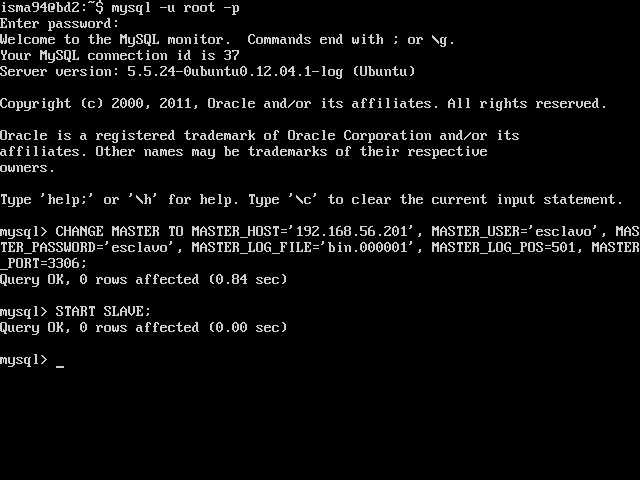 isma94@bd2:~$ mysql -u root -p
Enter password:
Welcome to the MySQL monitor.  Commands end with ; or \g.
Your MySQL connection id is 37
Server version: 5.5.24-0ubuntu0.12.04.1-log (Ubuntu)
Copyright (c) 2000, 2011, Oracle and/or its affiliates. All rights reserved.
Oracle is a registered trademark of Oracle Corporation and/or its
affiliates. Other names may be trademarks of their respective
owners.
Type 'help;' or '\h' for help. Type '\c' to clear the current input statement.
mysql> CHANGE MASTER TO MASTER_HOST='192.168.56.201', MASTER_USER='esclavo', MAS
TER_PASSWORD='esclavo', MASTER_LOG_FILE='bin.000001', MASTER_LOG_POS=501, MASTER
_PORT=3306;
Query OK, 0 rows affected (0.84 sec)
mysql> START SLAVE;
Query OK, 0 rows affected (0.00 sec)
mysql> _